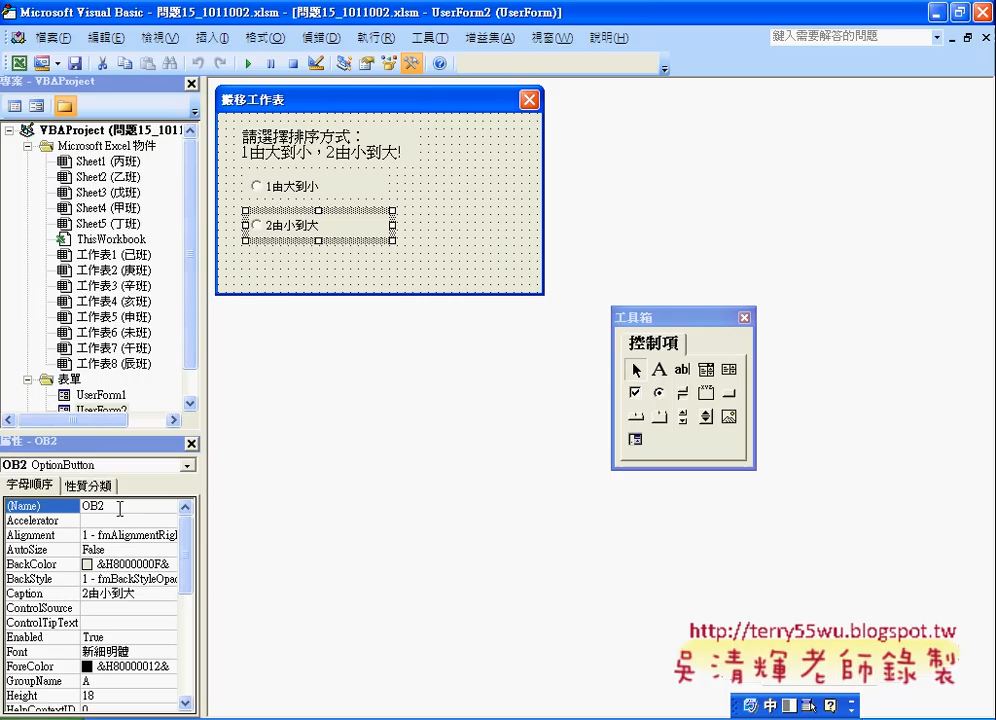 Microsoft Visual Basic - 問題15_1011002.xlsm - [問題15_1011002.xlsm - UserForm2 (UserForm)]
檔案(F) 編輯(E) 檢視(V) 插入(I) 格式(O) 偵錯(D) 執行(R) 工具(T) 增益集(A) 視窗(W) 說明(H)
鍵入需要解答的問題
專案 - VBAProject
VBAProject (問題15_1011
Microsoft Excel 物件
Sheet1 (丙班)
Sheet2 (乙班)
Sheet3 (戊班)
Sheet4 (甲班)
Sheet5 (丁班)
ThisWorkbook
工作表1 (已班)
工作表2 (庚班)
工作表3 (辛班)
工作表4 (亥班)
工作表5 (申班)
工作表6 (未班)
工作表7 (午班)
工作表8 (辰班)
表單
UserForm1
UserForm2
搬移工作表
請選擇排序方式：
1由大到小，2由小到大!
1由大到小
2由小到大
工具箱
控制項
A ab|
屬性 - OB2
OB2 OptionButton
字母順序 性質分類
(Name) OB2
Accelerator
Alignment 1 - fmAlignmentRig
AutoSize False
BackColor &H8000000F&
BackStyle 1 - fmBackStyleOpa
Caption 2由小到大
ControlSource
ControlTipText
Enabled True
Font 新細明體
ForeColor &H80000012&
GroupName A
Height 18
HelpContextID 0
http://terry55wu.blogspot.tw
吳清輝老師錄製
中